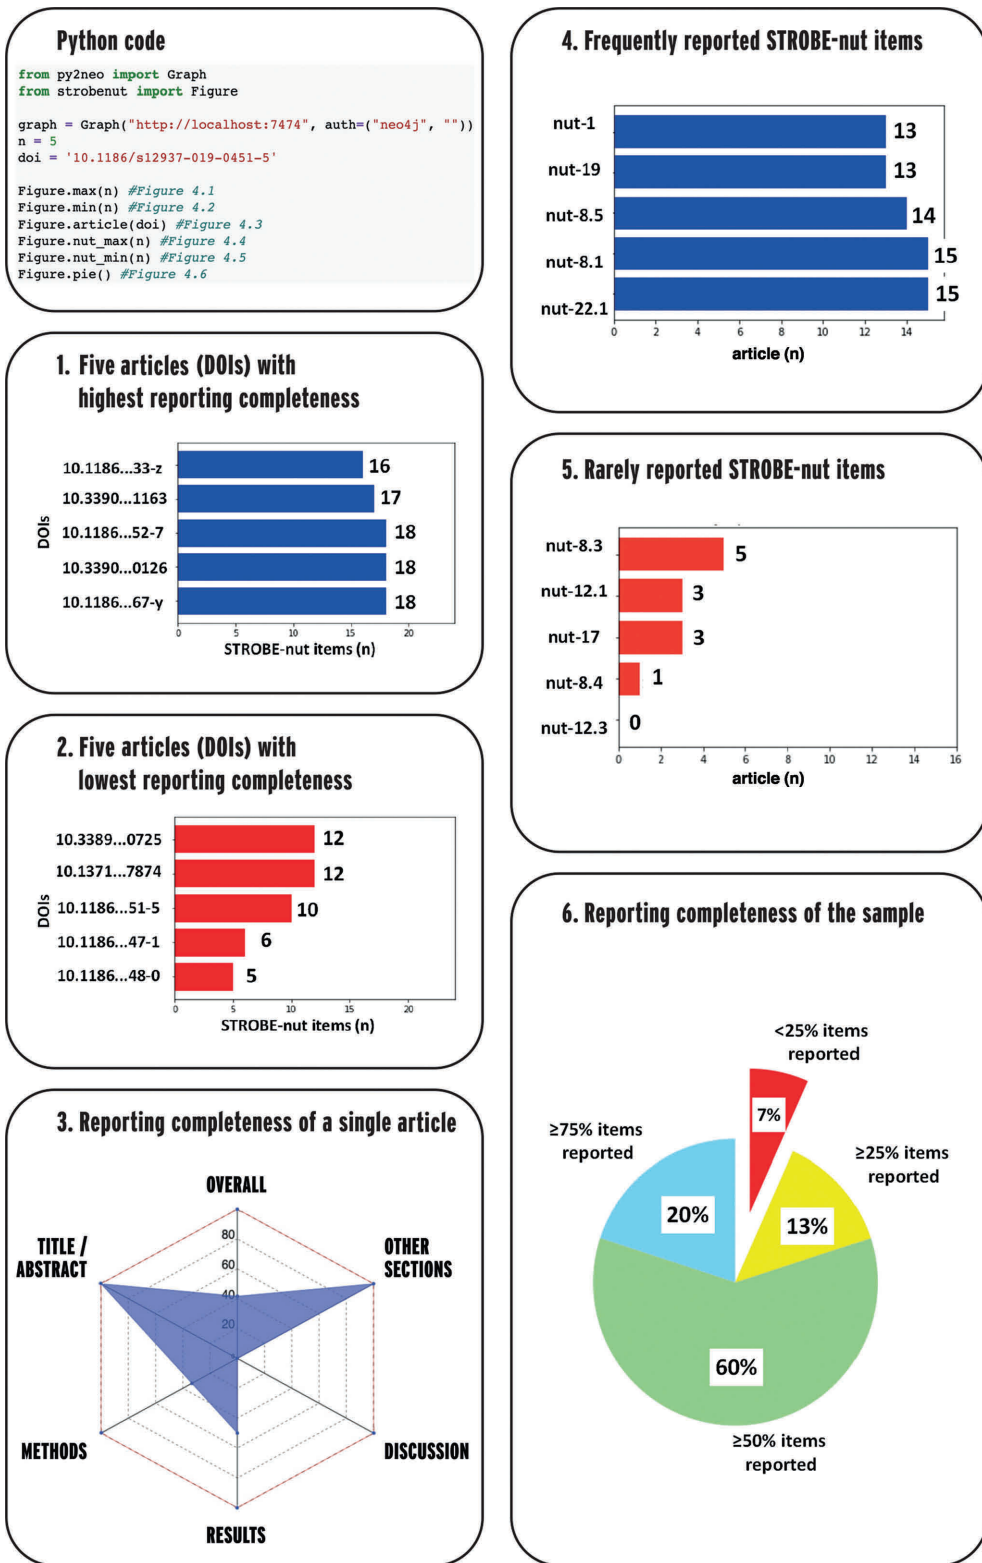 Python code
from py2neo import Graph
from strobenut import Figure
graph = Graph("http://localhost:7474", auth=("neo4j", ""))
n = 5
doi = '10.1186/s12937-019-0451-5'
Figure.max(n) #Figure 4.1
Figure.min(n) #Figure 4.2
Figure.article(doi) #Figure 4.3
Figure.nut_max(n) #Figure 4.4
Figure.nut_min(n) #Figure 4.5
Figure.pie() #Figure 4.6
1. Five articles (DOIs) with
highest reporting completeness
DOIs
10.1186...33-z 16
10.3390...1163 17
10.1186...52-7 18
10.3390...0126 18
10.1186...67-y 18
0 5 10 15 20
STROBE-nut items (n)
2. Five articles (DOIs) with
lowest reporting completeness
DOIs
10.3389...0725 12
10.1371...7874 12
10.1186...51-5 10
10.1186...47-1 6
10.1186...48-0 5
0 5 10 15 20
STROBE-nut items (n)
3. Reporting completeness of a single article
OVERALL
TITLE /
ABSTRACT
OTHER
SECTIONS
80
60
40
20
METHODS
DISCUSSION
RESULTS
4. Frequently reported STROBE-nut items
nut-1 13
nut-19 13
nut-8.5 14
nut-8.1 15
nut-22.1 15
0 2 4 6 8 10 12 14
article (n)
5. Rarely reported STROBE-nut items
nut-8.3 5
nut-12.1 3
nut-17 3
nut-8.4 1
nut-12.3 0
0 2 4 6 8 10 12 14 16
article (n)
6. Reporting completeness of the sample
<25% items
reported
7%
≥75% items
reported
≥25% items
reported
20%
13%
60%
≥50% items
reported